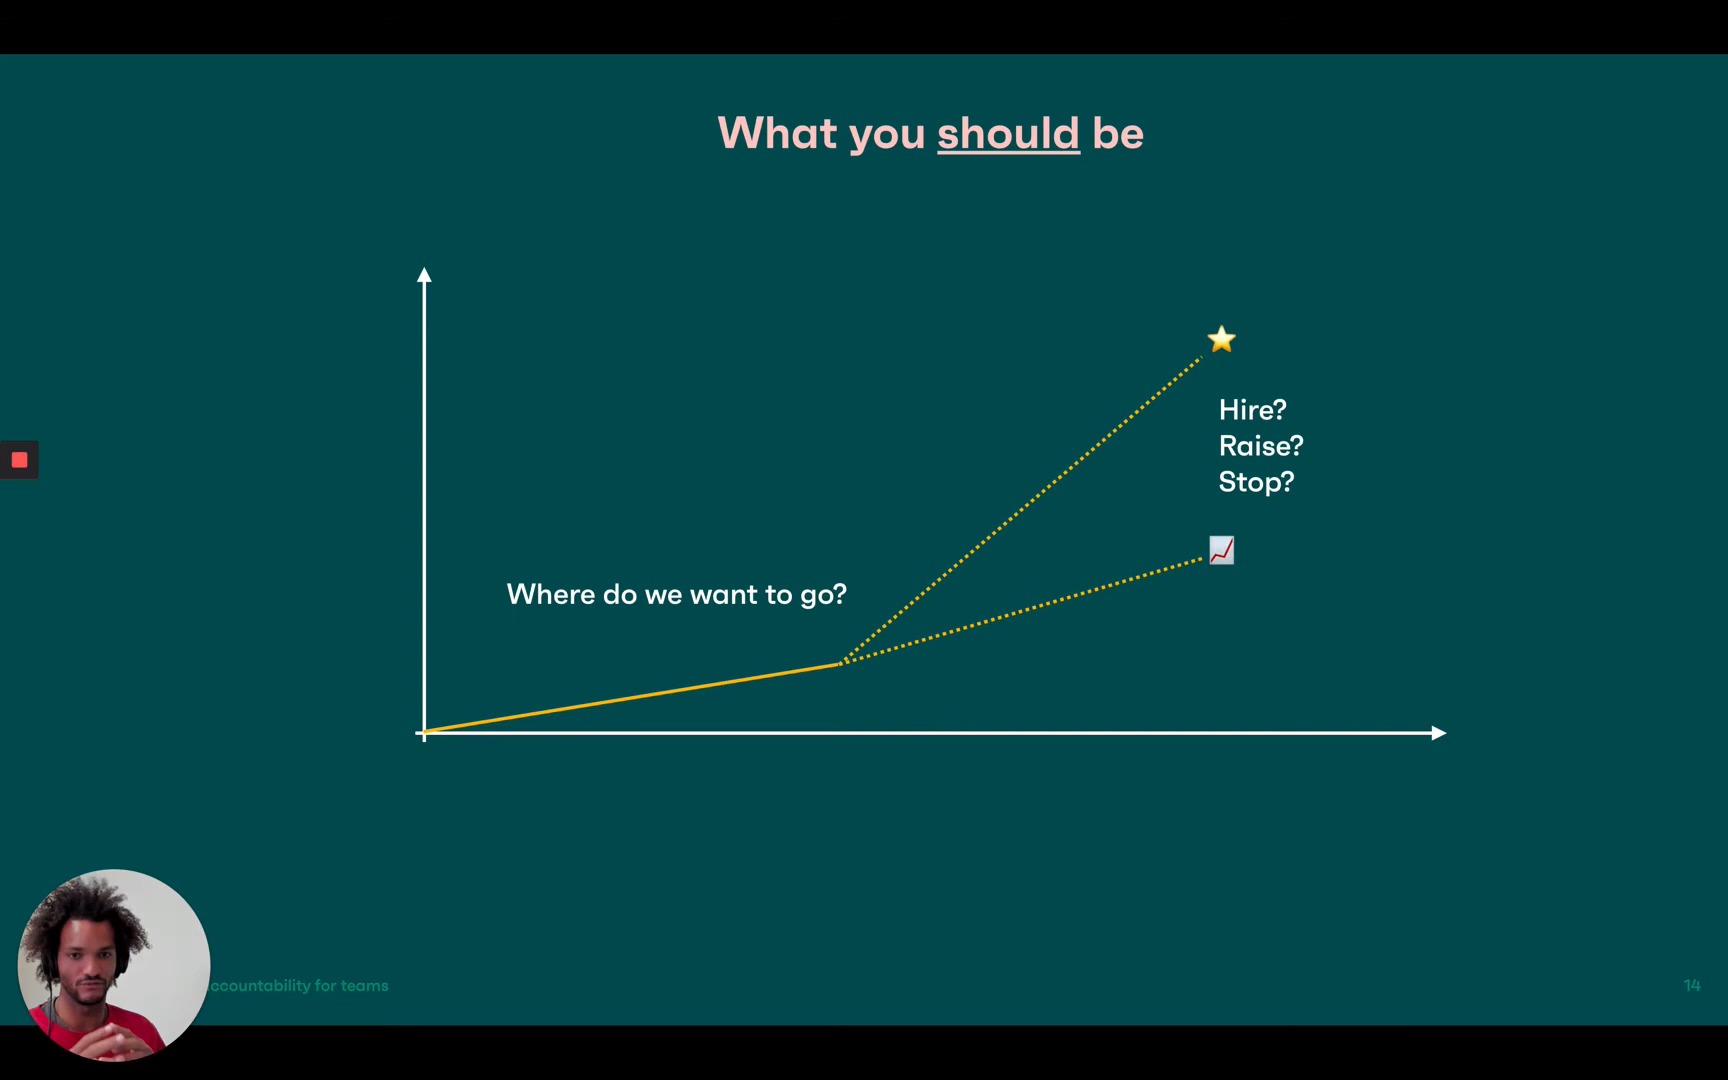 What you should be
Hire?
Raise?
Stop?
Where do we want to go?
ccountability for teams
14